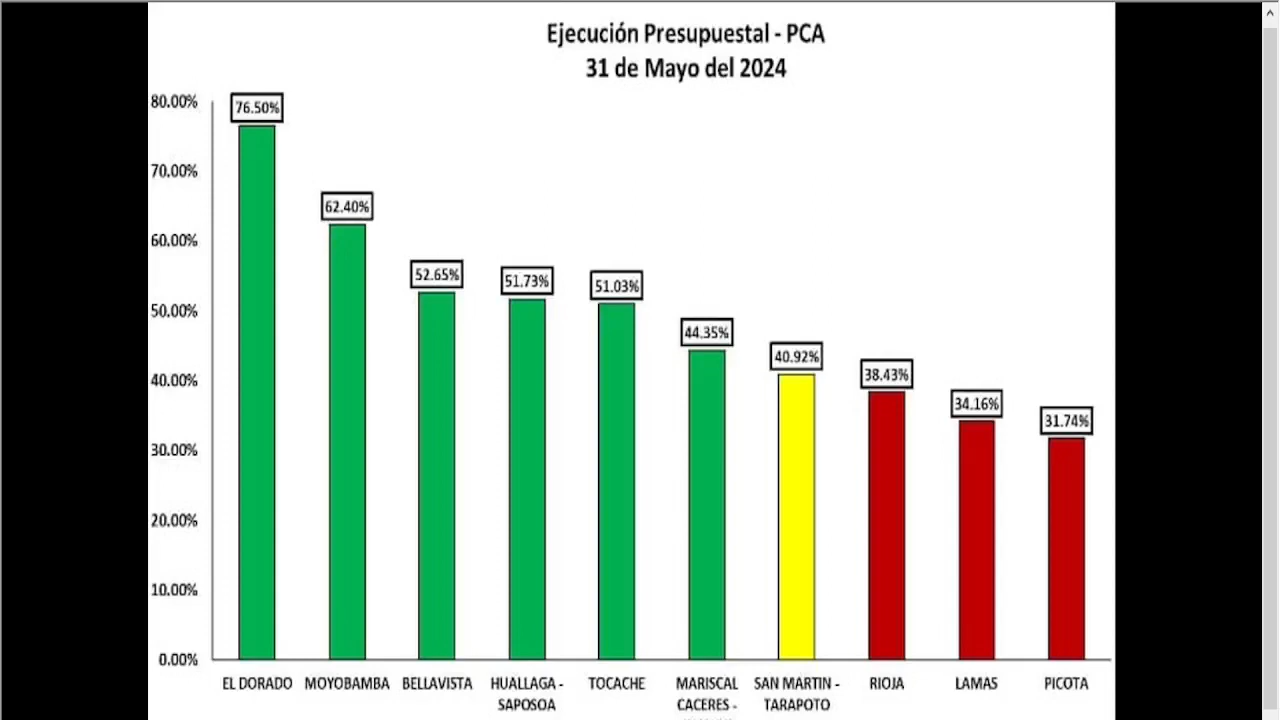 Ejecución Presupuestal - PCA
31 de Mayo del 2024
80.00%
70.00%
60.00%
50.00%
40.00%
30.00%
20.00%
10.00%
0.00%
76.50%
62.40%
52.65%
51.73%
51.03%
44.35%
40.92%
38.43%
34.16%
31.74%
EL DORADO
MOYOBAMBA
BELLAVISTA
HUALLAGA -
SAPOSOA
TOCACHE
MARISCAL
CACERES -
SAN MARTIN -
TARAPOTO
RIOJA
LAMAS
PICOTA